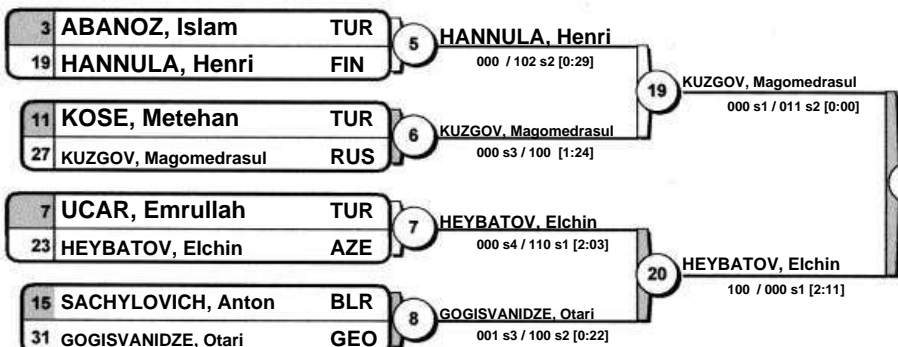 3 ABANOZ, Islam TUR
19 HANNULA, Henri FIN
5 HANNULA, Henri
000 / 102 s2 [0:29]
11 KOSE, Metehan TUR
27 KUZGOV, Magomedrasul RUS
6 KUZGOV, Magomedrasul
000 s3 / 100 [1:24]
19 KUZGOV, Magomedrasul
000 s1 / 011 s2 [0:00]
7 UCAR, Emrullah TUR
23 HEYBATOV, Elchin AZE
7 HEYBATOV, Elchin
000 s4 / 110 s1 [2:03]
15 SACHYLOVICH, Anton BLR
31 GOGISVANIDZE, Otari GEO
8 GOGISVANIDZE, Otari
001 s3 / 100 s2 [0:22]
20 HEYBATOV, Elchin
100 / 000 s1 [2:11]